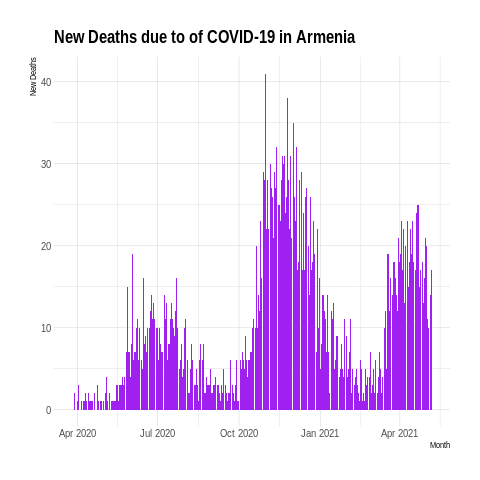 New Deaths due to of COVID-19 in Armenia
New Deaths
40
30
20
10
0
Apr 2020 Jul 2020 Oct 2020 Jan 2021 Apr 2021
Month